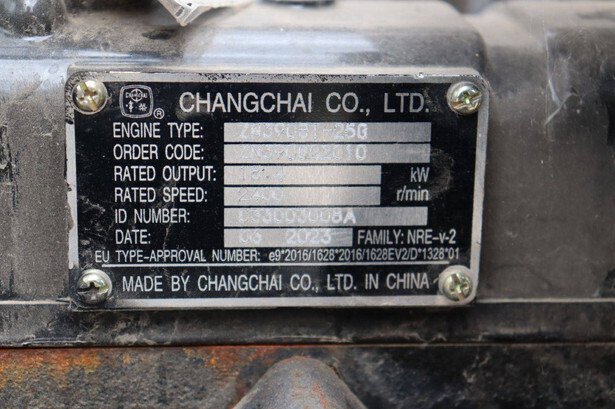 CHANGCHAI CO., LTD.
ENGINE TYPE:
ORDER CODE:
RATED OUTPUT: kW
RATED SPEED: r/min
ID NUMBER:
DATE: 2023 FAMILY: NRE-v-2
EU TYPE-APPROVAL NUMBER: e9*2016/1628*2016/1628EV2/D*1328*01
MADE BY CHANGCHAI CO., LTD. IN CHINA